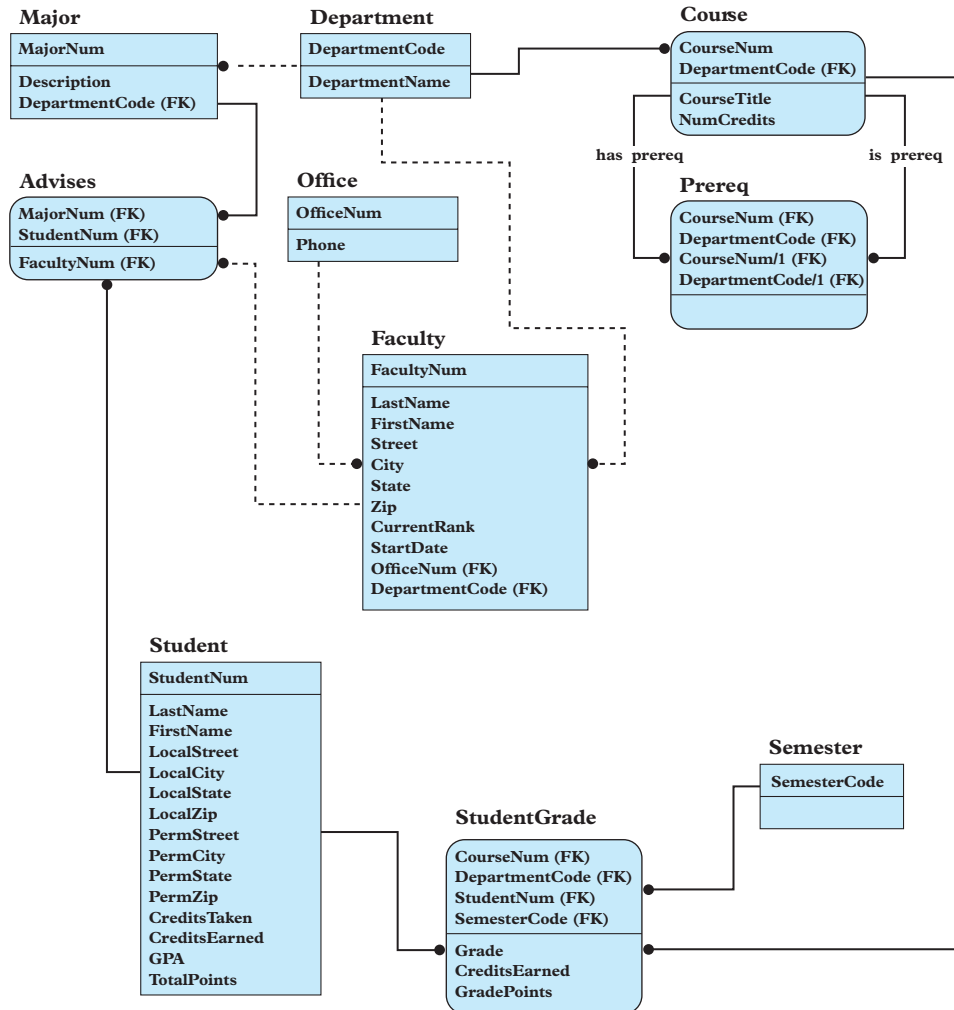 Major
MajorNum
Description
DepartmentCode (FK)
Department
DepartmentCode
DepartmentName
Course
CourseNum
DepartmentCode (FK)
CourseTitle
NumCredits
has prereq
is prereq
Advises
MajorNum (FK)
StudentNum (FK)
FacultyNum (FK)
Office
OfficeNum
Phone
Prereq
CourseNum (FK)
DepartmentCode (FK)
CourseNum/1 (FK)
DepartmentCode/1 (FK)
Faculty
FacultyNum
LastName
FirstName
Street
City
State
Zip
CurrentRank
StartDate
OfficeNum (FK)
DepartmentCode (FK)
Student
StudentNum
LastName
FirstName
LocalStreet
LocalCity
LocalState
LocalZip
PermStreet
PermCity
PermState
PermZip
CreditsTaken
CreditsEarned
GPA
TotalPoints
Semester
SemesterCode
StudentGrade
CourseNum (FK)
DepartmentCode (FK)
StudentNum (FK)
SemesterCode (FK)
Grade
CreditsEarned
GradePoints